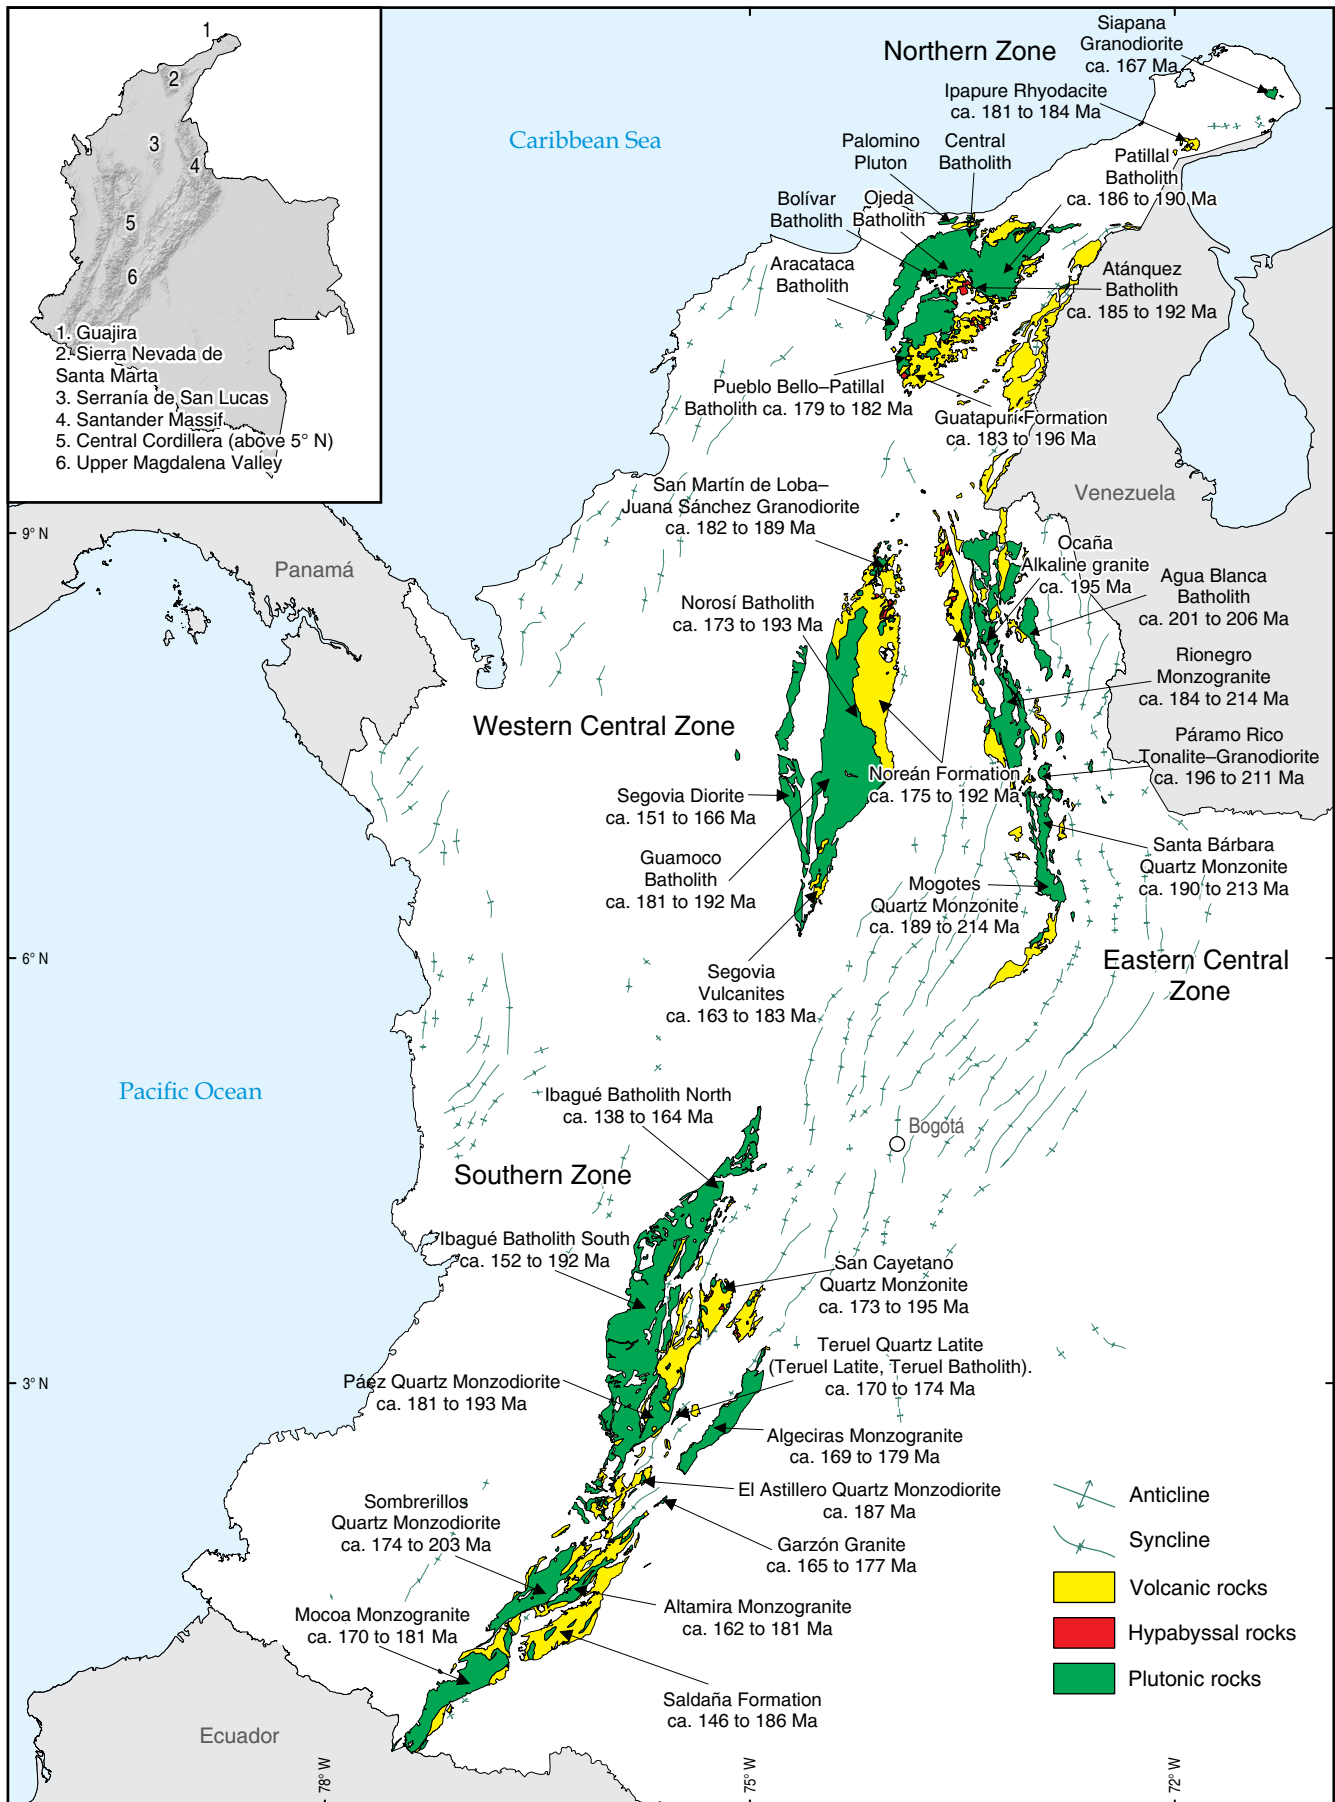 1
2
3
4
5
6
1. Guajira
2. Sierra Nevada de
Santa Marta
3. Serranía de San Lucas
4. Santander Massif
5. Central Cordillera (above 5° N)
6. Upper Magdalena Valley
Northern Zone
Siapana
Granodiorite
ca. 167 Ma
Ipapure Rhyodacite
ca. 181 to 184 Ma
Caribbean Sea
Palomino
Pluton
Central
Batholith
Patillal
Batholith
ca. 186 to 190 Ma
Bolívar
Batholith
Ojeda
Batholith
Aracataca
Batholith
Atánquez
Batholith
ca. 185 to 192 Ma
Pueblo Bello–Patillal
Batholith ca. 179 to 182 Ma
Guatapurí Formation
ca. 183 to 196 Ma
San Martín de Loba–
Juana Sánchez Granodiorite
ca. 182 to 189 Ma
Venezuela
9° N
Panamá
Ocaña
Alkaline granite
ca. 195 Ma
Agua Blanca
Batholith
ca. 201 to 206 Ma
Norosí Batholith
ca. 173 to 193 Ma
Rionegro
Monzogranite
ca. 184 to 214 Ma
Western Central Zone
Páramo Rico
Tonalite–Granodiorite
ca. 196 to 211 Ma
Noreán Formation
ca. 175 to 192 Ma
Segovia Diorite
ca. 151 to 166 Ma
Guamoco
Batholith
ca. 181 to 192 Ma
Santa Bárbara
Quartz Monzonite
ca. 190 to 213 Ma
Mogotes
Quartz Monzonite
ca. 189 to 214 Ma
6° N
Eastern Central
Zone
Segovia
Vulcanites
ca. 163 to 183 Ma
Pacific Ocean
Ibagué Batholith North
ca. 138 to 164 Ma
Bogotá
Southern Zone
Ibagué Batholith South
ca. 152 to 192 Ma
San Cayetano
Quartz Monzonite
ca. 173 to 195 Ma
Teruel Quartz Latite
(Teruel Latite, Teruel Batholith).
ca. 170 to 174 Ma
3° N
Páez Quartz Monzodiorite
ca. 181 to 193 Ma
Algeciras Monzogranite
ca. 169 to 179 Ma
El Astillero Quartz Monzodiorite
ca. 187 Ma
Sombrerillos
Quartz Monzodiorite
ca. 174 to 203 Ma
Garzón Granite
ca. 165 to 177 Ma
Mocoa Monzogranite
ca. 170 to 181 Ma
Altamira Monzogranite
ca. 162 to 181 Ma
Saldaña Formation
ca. 146 to 186 Ma
Ecuador
Anticline
Syncline
Volcanic rocks
Hypabyssal rocks
Plutonic rocks
78° W
75° W
72° W